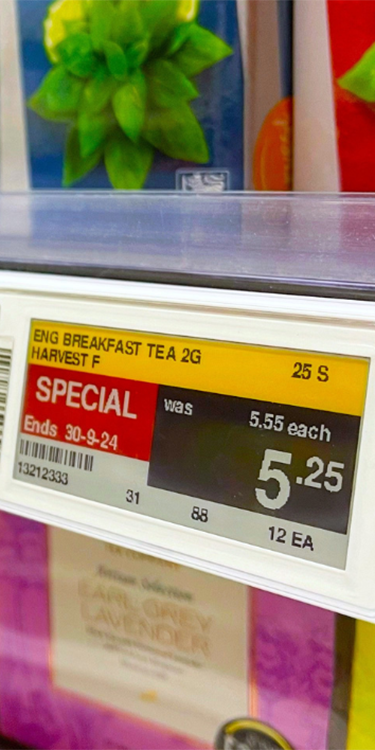 ENG BREAKFAST TEA 2G
HARVEST F
25 S
SPECIAL
Ends 30-9-24
was
5.55 each
5.25
13212333
31
88
12 EA
EARL GREY
LAVENDER